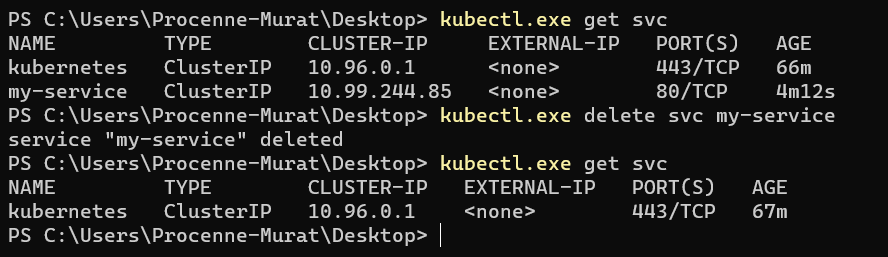 PS C:\Users\Procenne-Murat\Desktop> kubectl.exe get svc
NAME         TYPE        CLUSTER-IP      EXTERNAL-IP   PORT(S)   AGE
kubernetes   ClusterIP   10.96.0.1       <none>        443/TCP   66m
my-service   ClusterIP   10.99.244.85    <none>        80/TCP    4m12s
PS C:\Users\Procenne-Murat\Desktop> kubectl.exe delete svc my-service
service "my-service" deleted
PS C:\Users\Procenne-Murat\Desktop> kubectl.exe get svc
NAME         TYPE        CLUSTER-IP   EXTERNAL-IP   PORT(S)   AGE
kubernetes   ClusterIP   10.96.0.1    <none>        443/TCP   67m
PS C:\Users\Procenne-Murat\Desktop>